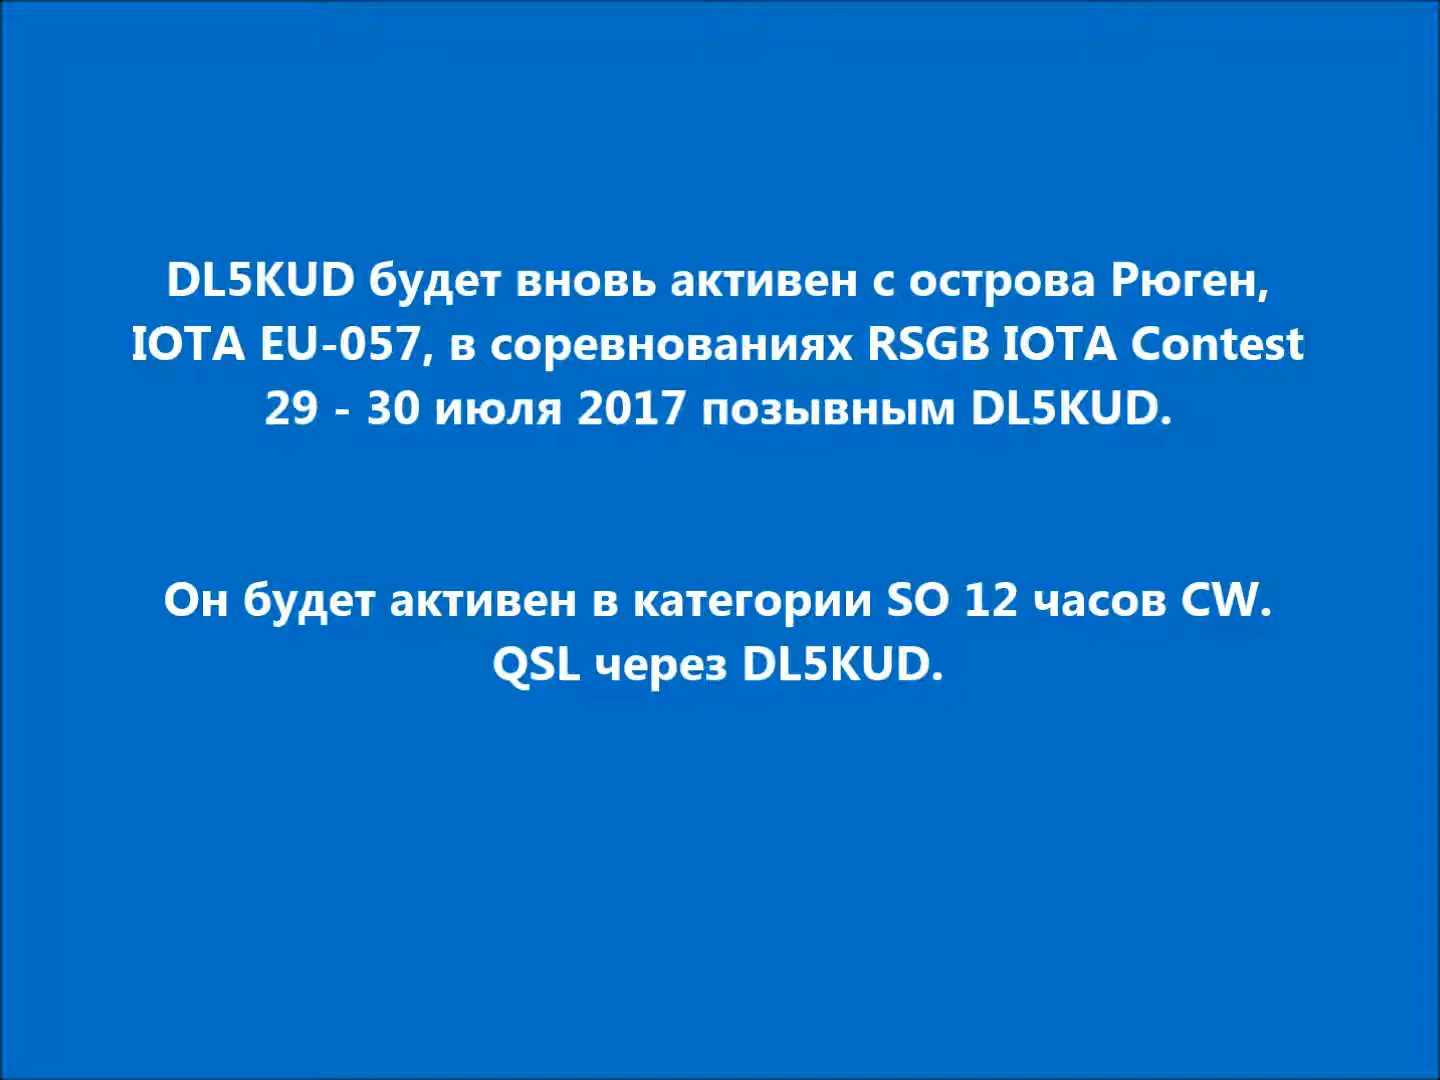 DL5KUD будет вновь активен с острова Рюген,
IOTA EU-057, в соревнованиях RSGB IOTA Contest
29 - 30 июля 2017 позывным DL5KUD.
Он будет активен в категории SO 12 часов CW.
QSL через DL5KUD.